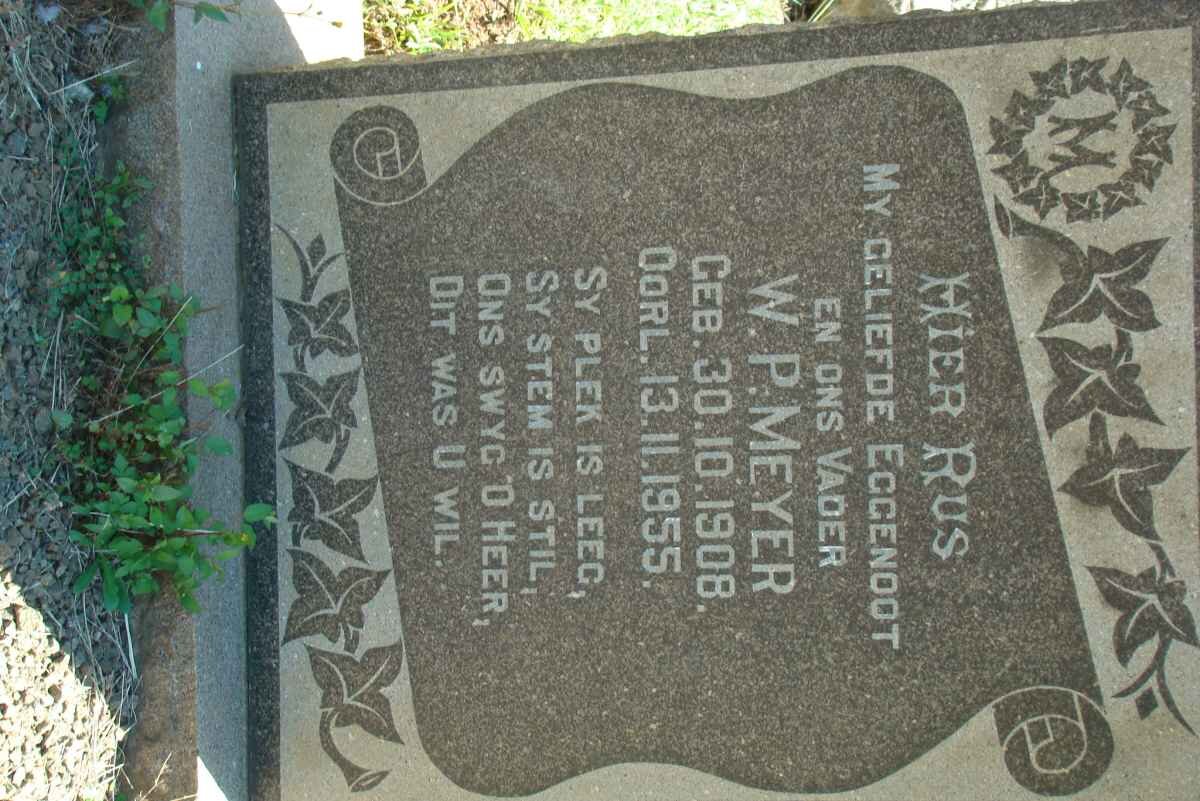 M
HIER RUS
MY GELIEFDE EGGENOOT
EN ONS VADER
W.P. MEYER
GEB. 30.10.1908,
OORL. 13.11.1955.
SY PLEK IS LEEG,
SY STEM IS STIL,
ONS SWYG 'O HEER,
DIT WAS U WIL.